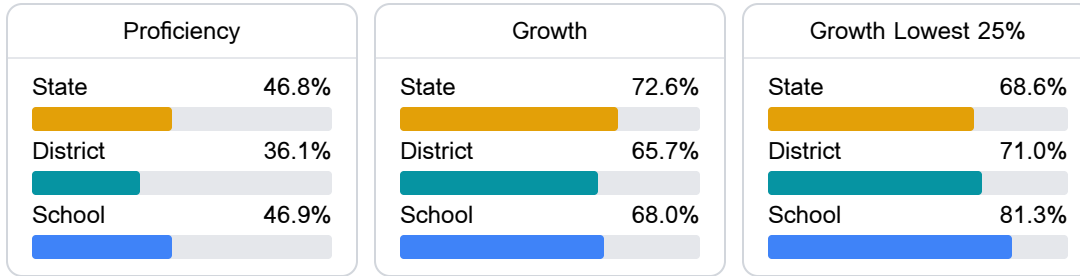 Proficiency
State 46.8%
District 36.1%
School 46.9%
Growth
State 72.6%
District 65.7%
School 68.0%
Growth Lowest 25%
State 68.6%
District 71.0%
School 81.3%